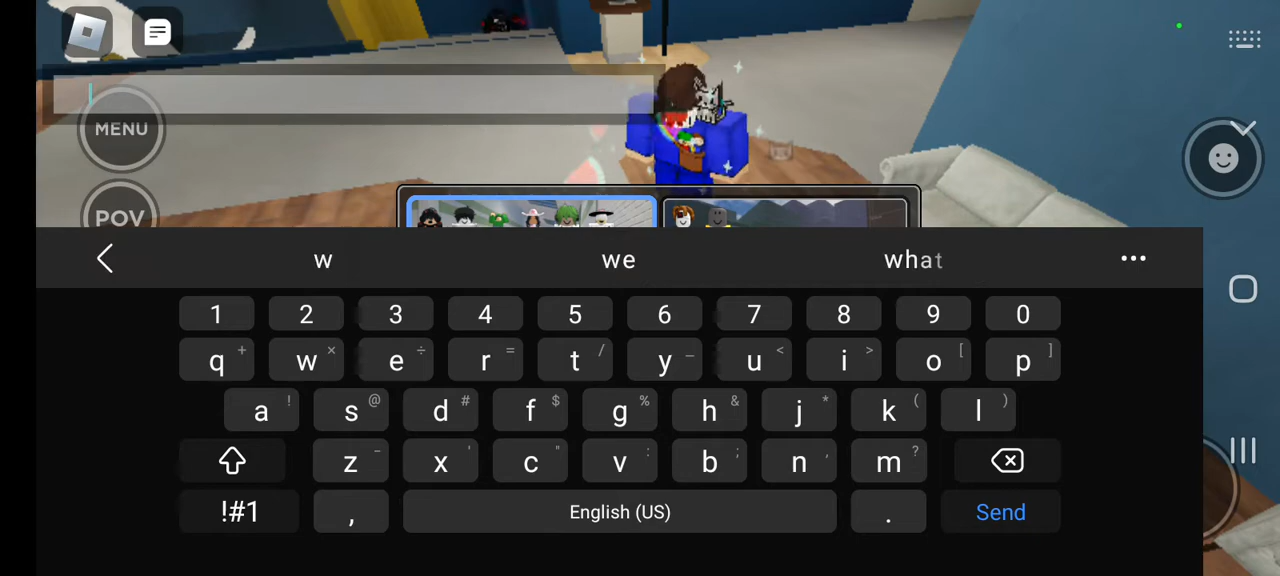 MENU
POV
w we what
1 2 3 4 5 6 7 8 9 0
q + w × e ÷ r = t / y _ u < i > o [ p ]
a ! s @ d # f $ g % h & j * k ( l )
z - x ' c " v : b ; n , m ?
!#1 , English (US) . Send